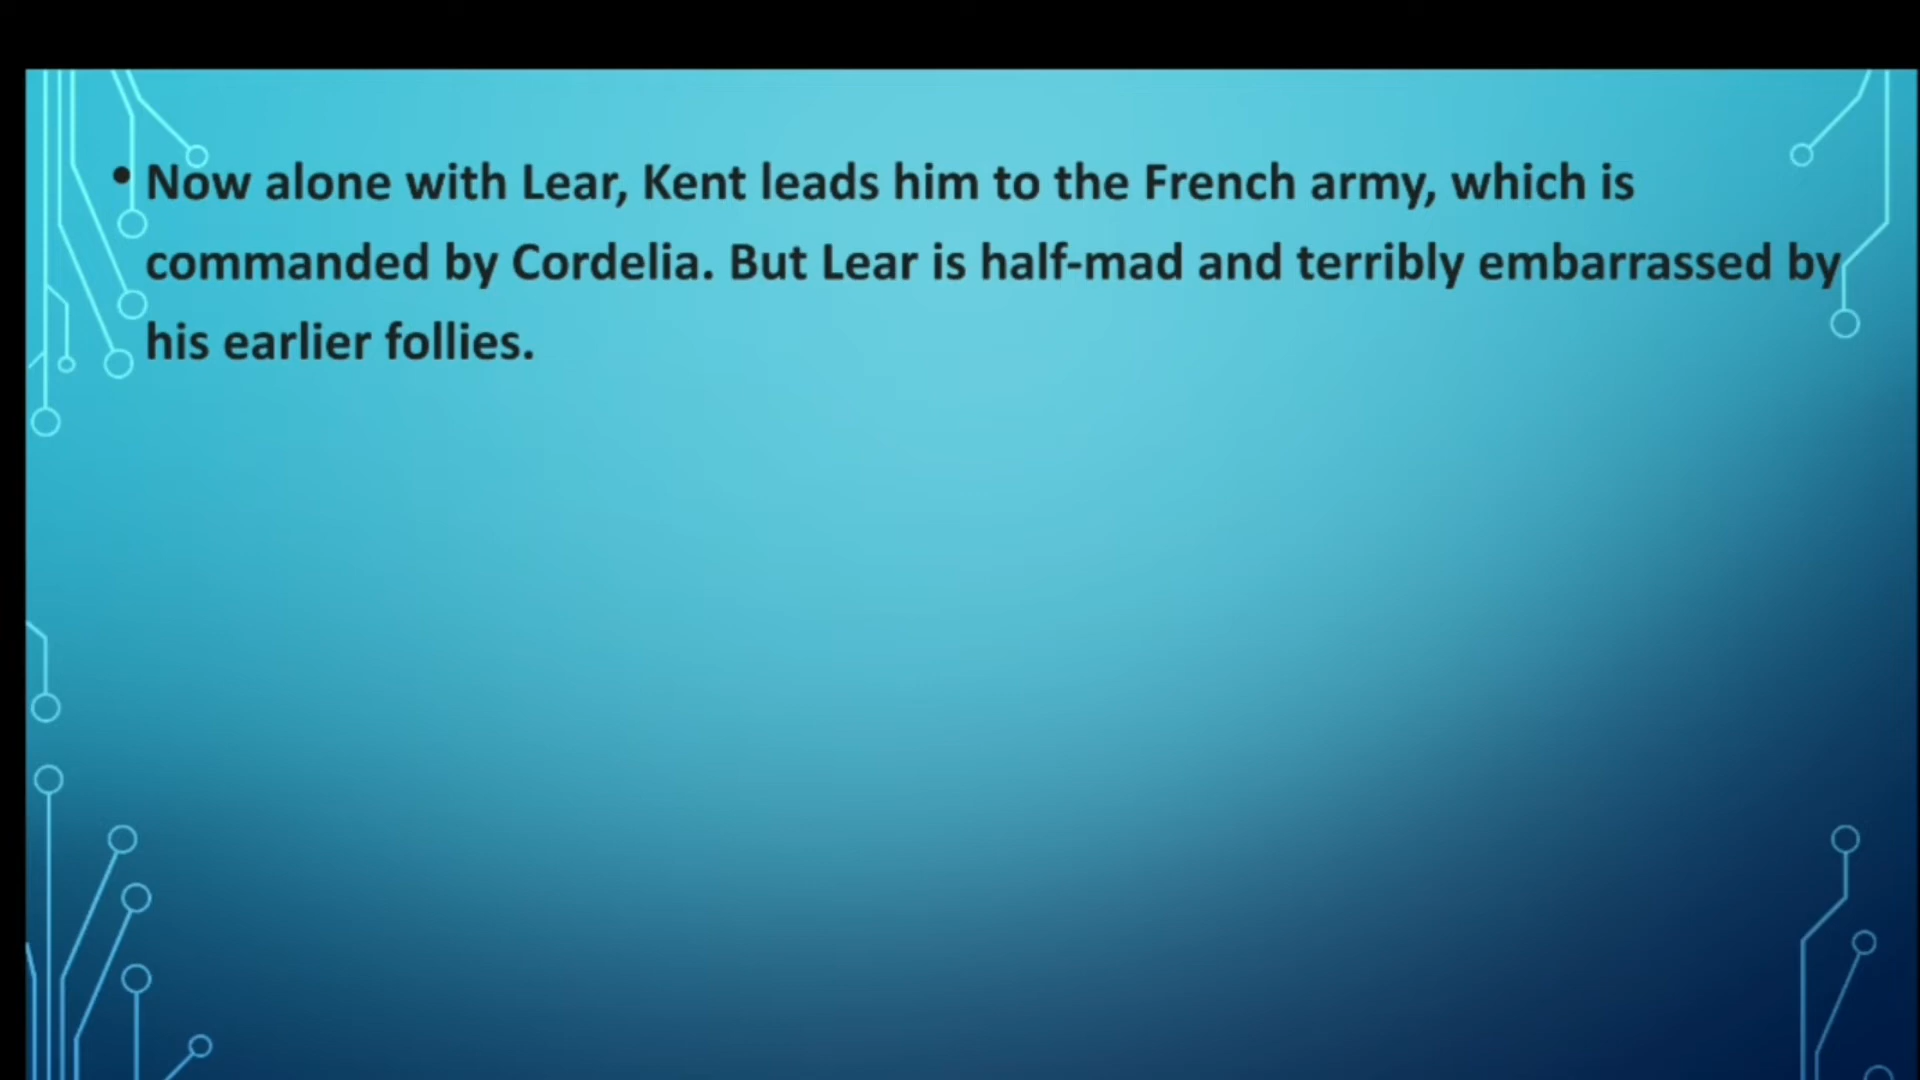 • Now alone with Lear, Kent leads him to the French army, which is
commanded by Cordelia. But Lear is half-mad and terribly embarrassed by
his earlier follies.